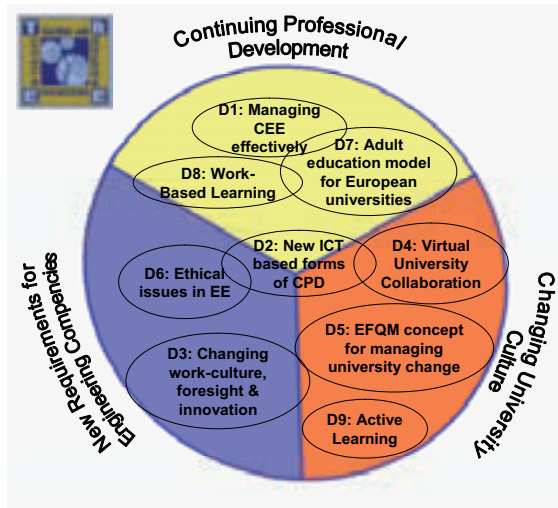 Continuing Professional
Development
D1: Managing
CEE
effectively
D7: Adult
education model
for European
universities
D8: Work-
Based Learning
D2: New ICT
based forms
of CPD
D4: Virtual
University
Collaboration
D6: Ethical
issues in EE
D5: EFQM concept
for managing
university change
D3: Changing
work-culture,
foresight &
innovation
D9: Active
Learning
New Requirements for
Engineering Compencies
Changing University
Culture